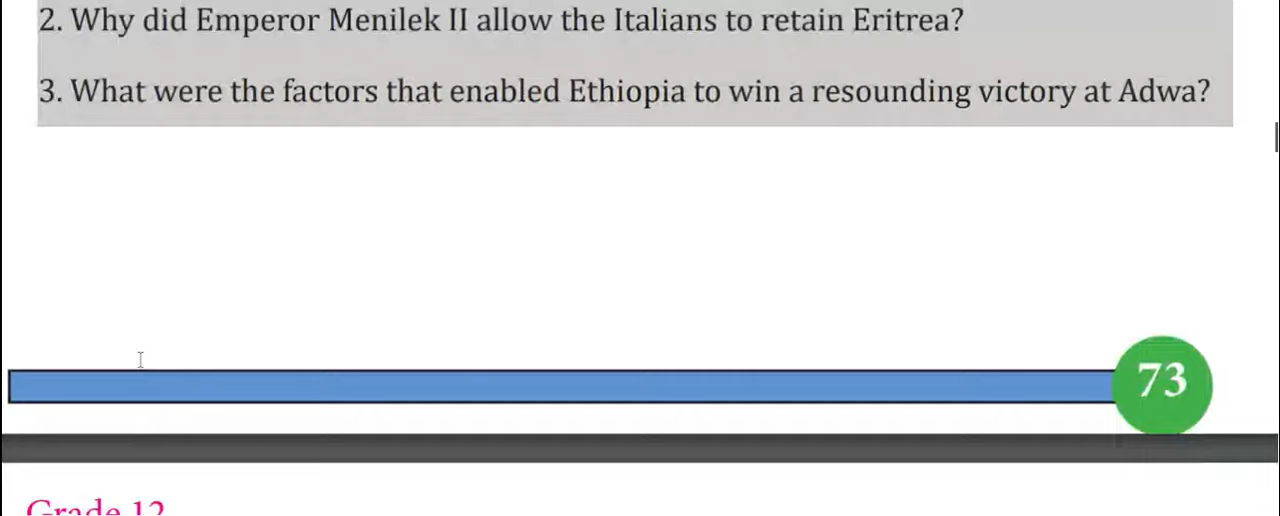 2. Why did Emperor Menilek II allow the Italians to retain Eritrea?
3. What were the factors that enabled Ethiopia to win a resounding victory at Adwa?
73
Grade 12